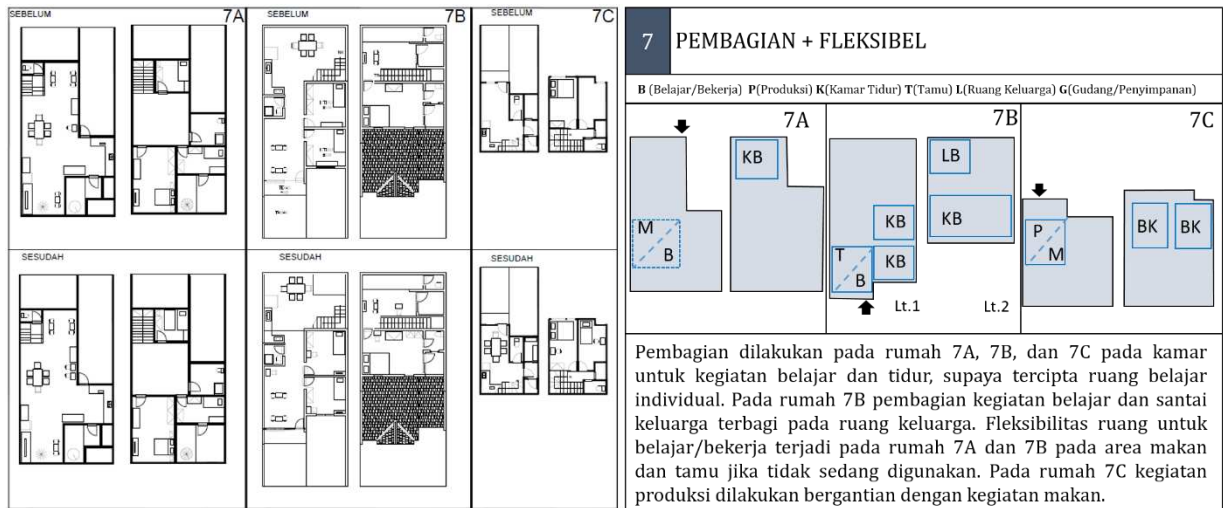 SEBELUM
7A
SEBELUM
7B
SEBELUM
7C
SESUDAH
SESUDAH
SESUDAH
7 PEMBAGIAN + FLEKSIBEL
B (Belajar/Bekerja) P(Produksi) K(Kamar Tidur) T(Tamu) L(Ruang Keluarga) G(Gudang/Penyimpanan)
7A
7B
7C
M
B
KB
T
B
KB
KB
Lt.1
LB
KB
Lt.2
P
M
BK
BK
Pembagian dilakukan pada rumah 7A, 7B, dan 7C pada kamar
untuk kegiatan belajar dan tidur, supaya tercipta ruang belajar
individual. Pada rumah 7B pembagian kegiatan belajar dan santai
keluarga terbagi pada ruang keluarga. Fleksibilitas ruang untuk
belajar/bekerja terjadi pada rumah 7A dan 7B pada area makan
dan tamu jika tidak sedang digunakan. Pada rumah 7C kegiatan
produksi dilakukan bergantian dengan kegiatan makan.